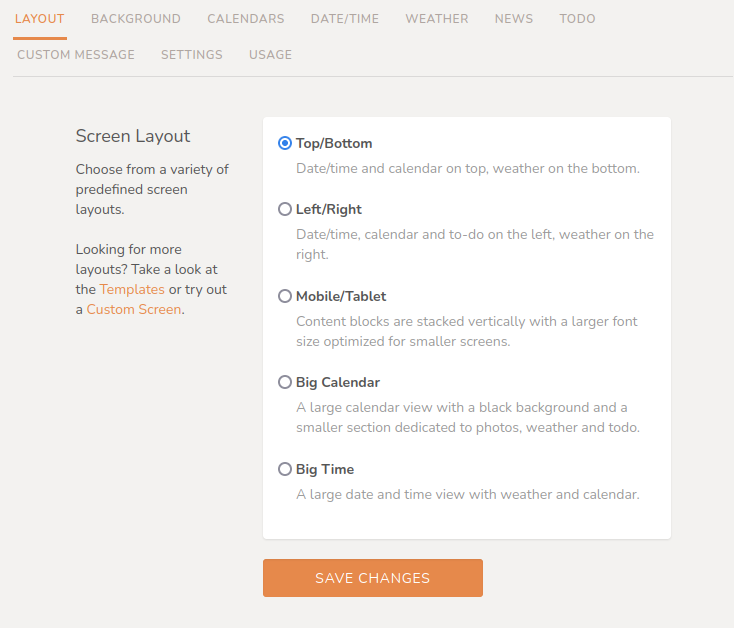 LAYOUT BACKGROUND CALENDARS DATE/TIME WEATHER NEWS TODO
CUSTOM MESSAGE SETTINGS USAGE
Screen Layout
Choose from a variety of
predefined screen
layouts.
Looking for more
layouts? Take a look at
the Templates or try out
a Custom Screen.
Top/Bottom
Date/time and calendar on top, weather on the bottom.
Left/Right
Date/time, calendar and to-do on the left, weather on the
right.
Mobile/Tablet
Content blocks are stacked vertically with a larger font
size optimized for smaller screens.
Big Calendar
A large calendar view with a black background and a
smaller section dedicated to photos, weather and todo.
Big Time
A large date and time view with weather and calendar.
SAVE CHANGES